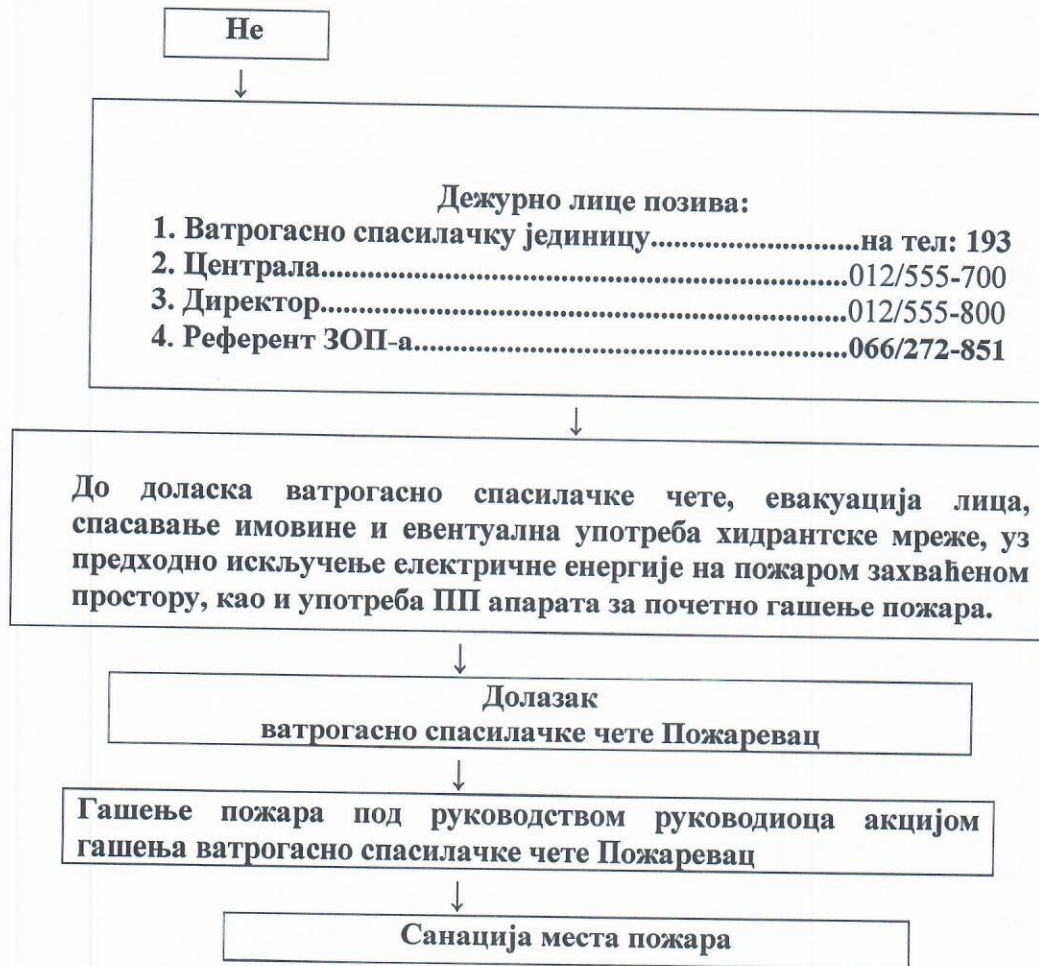 Не
↓
Дежурно лице позива:
1. Ватрогасно спасилачку јединицу..............................на тел: 193
2. Централа............................................................................012/555-700
3. Директор............................................................................012/555-800
4. Референт ЗОП-а...............................................................066/272-851
↓
До доласка ватрогасно спасилачке чете, евакуација лица,
спасавање имовине и евентуална употреба хидрантске мреже, уз
предходно искључење електричне енергије на пожаром захваћеном
простору, као и употреба ПП апарата за почетно гашење пожара.
↓
Долазак
ватрогасно спасилачке чете Пожаревац
↓
Гашење пожара под руководством руководиоца акцијом
гашења ватрогасно спасилачке чете Пожаревац
↓
Санација места пожара